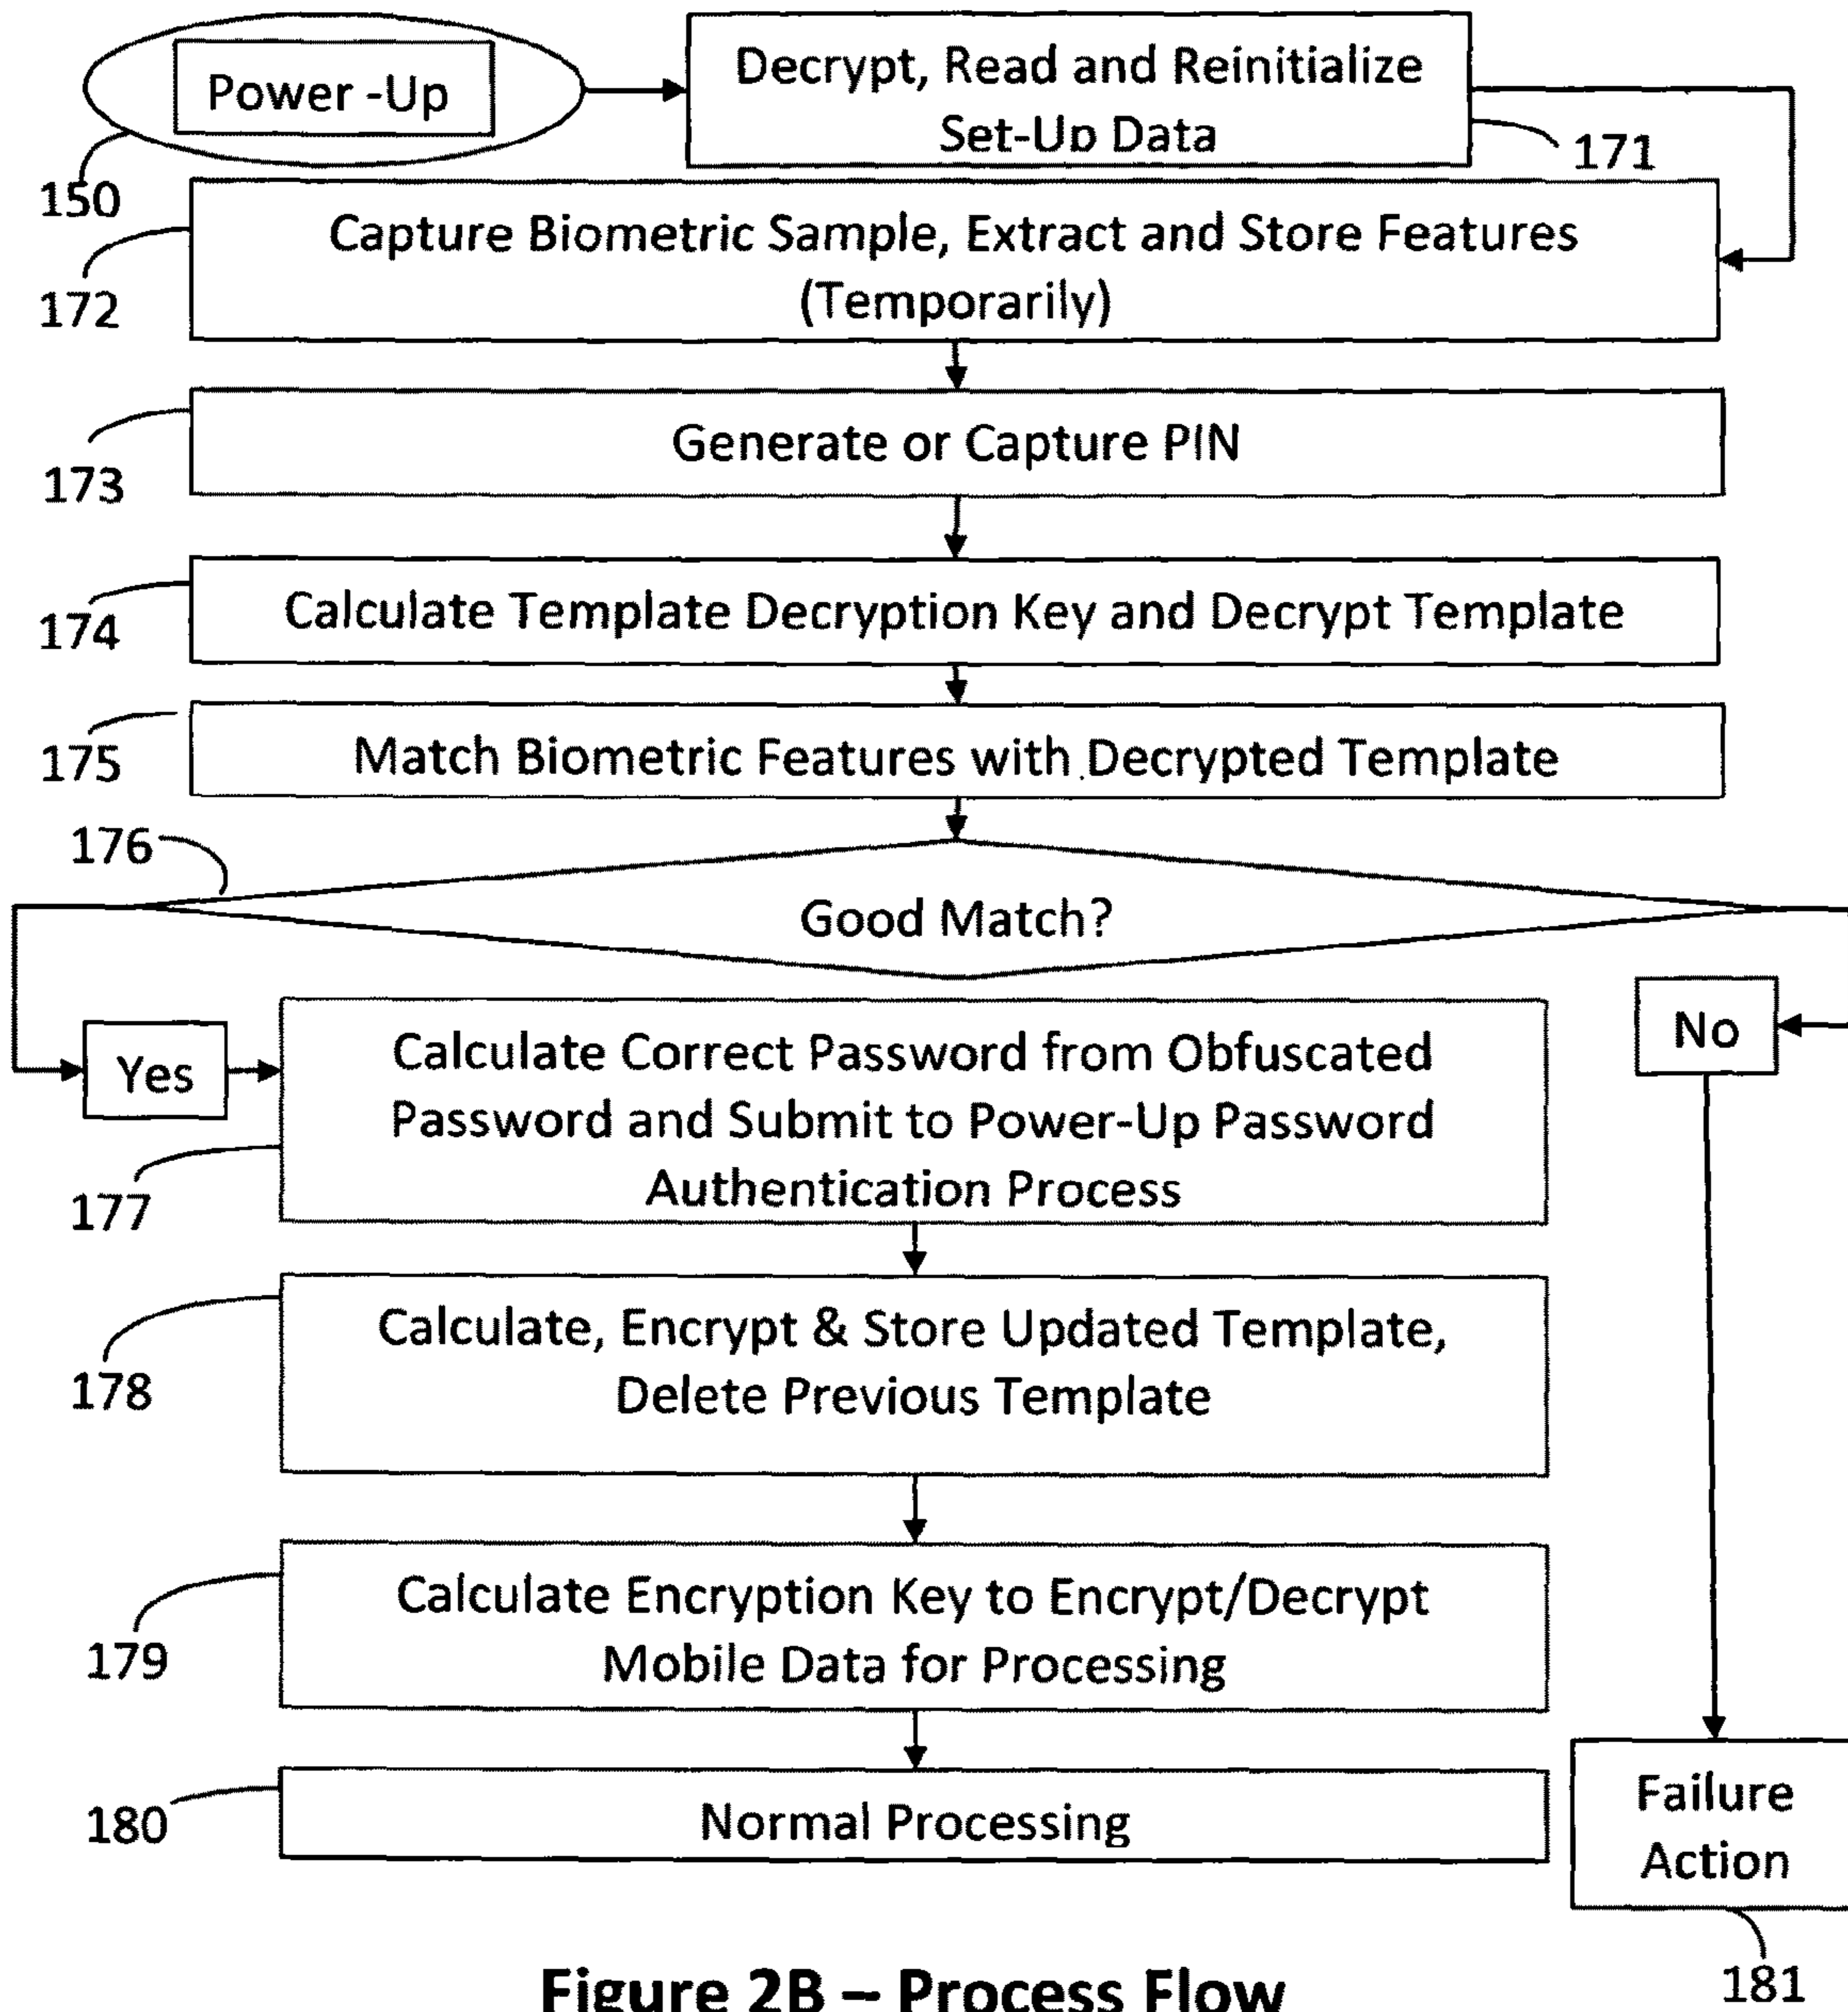 Power -Up
Decrypt, Read and Reinitialize
Set-Up Data
171
150
Capture Biometric Sample, Extract and Store Features
(Temporarily)
172
Generate or Capture PIN
173
Calculate Template Decryption Key and Decrypt Template
174
Match Biometric Features with Decrypted Template
175
176
Good Match?
No
Yes
Calculate Correct Password from Obfuscated
Password and Submit to Power-Up Password
Authentication Process
177
Calculate, Encrypt & Store Updated Template,
Delete Previous Template
178
Calculate Encryption Key to Encrypt/Decrypt
Mobile Data for Processing
179
Normal Processing
180
Failure
Action
181
Figure 2B – Process Flow